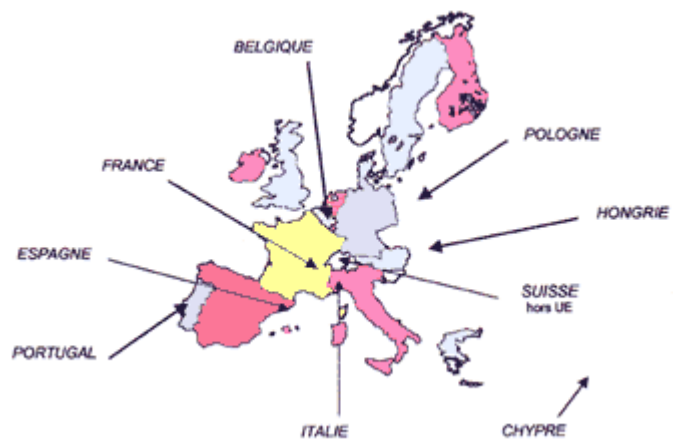 BELGIQUE
POLOGNE
FRANCE
HONGRIE
ESPAGNE
SUISSE
hors UE
PORTUGAL
ITALIE
CHYPRE